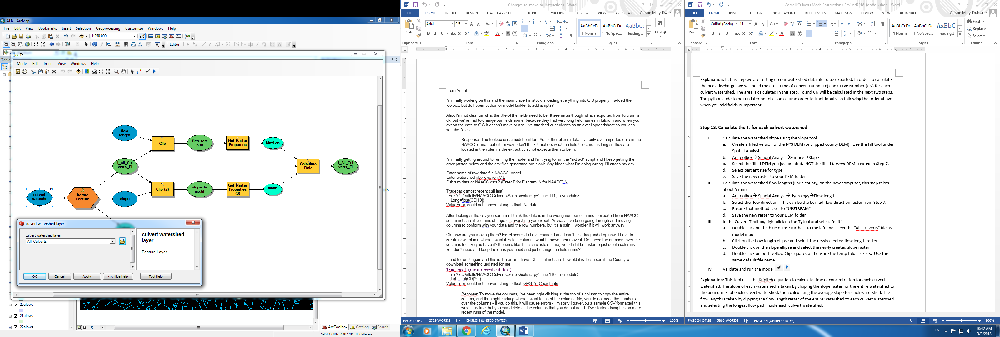 ALB - ArcMap
File Edit View Bookmarks Insert Selection Geoprocessing Customize Windows Help
1:250,000
Editor
Tc
Model Edit Insert View Windows Help
flow length
Clip
flen_tem p.tif
Get Raster Properties
MaxLen
I_All_Cul verts_FI
Calculate Field
I_All_Cul verts_FI
Clip (2)
slope_te mp.tif
Get Raster Properties (3)
mean
P
culvert watershe
Iterate Feature
slope
culvert watershed layer
culvert watershed layer
All_Culverts
culvert watershed layer
Feature Layer
OK Cancel Apply << Hide Help Tool Help
20albws
21albws
22albws
ArcToolbox Catalog Search
595173.407 4702704.313 Meters
Changes_to_make_to_instructions - Word
FILE HOME INSERT DESIGN PAGE LAYOUT REFERENCES MAILINGS REVIEW VIEW ACROBAT Allison Mary Tr...
Paste
Arial 9.5
AaBbCcDc AaBbCcDc AaBbC
¶ Normal ¶ No Spac... Heading 1
Editing
Clipboard Font Paragraph Styles
From Angel
I'm finally working on this and the main place I'm stuck is loading everything into GIS properly. I added the
toolbox, but do I open python or model builder to add scripts?
Also, I'm not clear on what the title of the fields need to be. It seems as though what's exported from fulcrum is
ok, but we've had to change our fields some, because they had very long field names in fulcrum and when you
export the data to GIS it doesn't make sense. I've attached our culverts as an excel spreadsheet so you can
see the fields.
Response: The toolbox uses model builder. As for the fulcrum data, I've only ever imported data in the
NAACC format, but either way I don't think it matters what the field titles are, as long as they are
located in the columns the extract.py script expects them to be in.
I'm finally getting around to running the model and I'm trying to run the "extract" script and I keep getting the
error pasted below and the csv files generated are blank. Any ideas what I'm doing wrong. I'll attach my csv.
Enter name of raw data file:NAACC_Angel
Enter watershed abbreviation:CIE
Fulcrum data or NAACC data? (Enter F for Fulcrum, N for NAACC):N
Traceback (most recent call last):
File "G:\Outfalls\NAACC Culverts\Scripts\extract.py", line 111, in <module>
Long=float(CD[19])
ValueError: could not convert string to float: No data
After looking at the csv you sent me, I think the data is in the wrong number columns. I exported from NAACC
so I'm not sure if columns change etc everytime you export. Anyway, I've been going through and moving
columns to conform with your data and the row numbers, but it's a pain. I wonder if it will work anyway.
Ok, how are you moving them? Excel seems to have changed and I can't just drag and drop now. I have to
create new column where I want it, select column I want to move then move it. Do I need the numbers over the
columns too like you have it? It seems like this is a waste of time, wouldn't it be faster to just delete columns
you don't need and keep the ones you need and just change the field name?
I tried to run it again and this is the error. I have IDLE, but not sure how old it is. I can see if the County will
download something updated for me.
Traceback (most recent call last):
File "G:\Outfalls\NAACC Culverts\Scripts\extract.py", line 110, in <module>
Lat=float(CD[20])
ValueError: could not convert string to float: GPS_Y_Coordinate
Reponse: To move the columns, I've been right clicking at the top of a column to copy the entire
column, and then right clicking where I want to insert the column. No, you do not need the numbers
over the columns - if you do this, it will cause errors - I'm sorry I gave you a sample CSV formatted this
way. It is true that you can delete all the columns that you do not need. I've started doing this on more
recent runs of the model.
PAGE 1 OF 7 2729 WORDS ENGLISH (UNITED STATES) 100%
Cornell Culverts Model Instructions_Revised2018_forWorkshop - Word
FILE HOME INSERT DESIGN PAGE LAYOUT REFERENCES MAILINGS REVIEW VIEW ACROBAT Allison Mary Truhlar
Paste
Calibri (Body) 11
AaBbCcDc AaBbCcDc AaBbC
¶ Normal ¶ No Spac... Heading 1
Find
Replace
Select
Clipboard Font Paragraph Styles Editing
Explanation: In this step we are setting up our watershed data file to be exported. In order to calculate
the peak discharge, we will need the area, time of concentration (Tc) and Curve Number (CN) for each
culvert watershed. The area is calculated in this step. Tc and CN will be calculated in the next two steps.
The python code to be run later on relies on column order to track inputs, so following the order above
when you add fields is important.
Step 13: Calculate the Tc for each culvert watershed
I. Calculate the watershed slope using the Slope tool
a. Create a filled version of the NYS DEM (or clipped county DEM). Use the Fill tool under
Spatial Analyst.
b. Arctoolbox→ Spacial Analyst→Surface→Slope
c. Select the filled DEM you just created. NOT the filled burned DEM created in Step 7.
d. Select percent rise for type
e. Save the new raster to your DEM folder
II. Calculate the watershed flow lengths (For a county, on the new computer, this step takes
about 5 min)
a. Arctoolbox→ Spacial Analyst→Hydrology→Flow length
b. Select the flow direction. This can be the burned flow direction raster from Step 7.
c. Ensure that method is set to "UPSTREAM"
d. Save the new raster to your DEM folder
III. In the Culvert Toolbox, right click on the Tc tool and select "edit"
a. Double click on the blue ellipse furthest to the left and select the "All_Culverts" file as
model input
b. Click on the flow length ellipse and select the newly created flow length raster
c. Double click on the slope ellipse and select the newly created slope raster
d. Double click on both yellow Clip squares and ensure the temp folder exists. Use the
same default file name.
IV. Validate and run the model
Explanation: This tool uses the Kripitch equation to calculate time of concentration for each culvert
watershed. The slope of each watershed is taken by clipping the slope raster for the entire watershed to
the boundaries of each culvert watershed, then calculating the average slope for each watershed. The
flow length is taken by clipping the flow length raster of the entire watershed to each culvert watershed
and selecting the longest flow path inside each culvert watershed.
PAGE 24 OF 28 5866 WORDS ENGLISH (UNITED STATES) 100%
EN
10:42 AM
3/9/2018